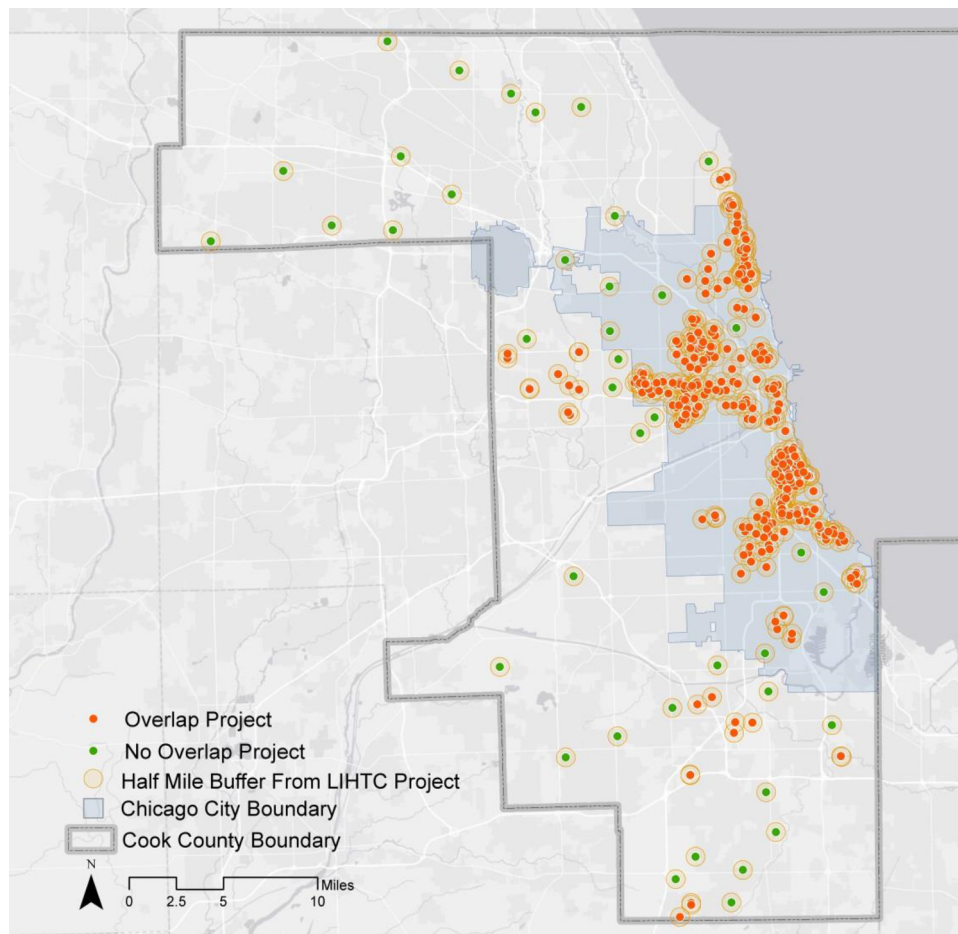 Overlap Project
No Overlap Project
Half Mile Buffer From LIHTC Project
Chicago City Boundary
Cook County Boundary
N
Miles
0 2.5 5 10